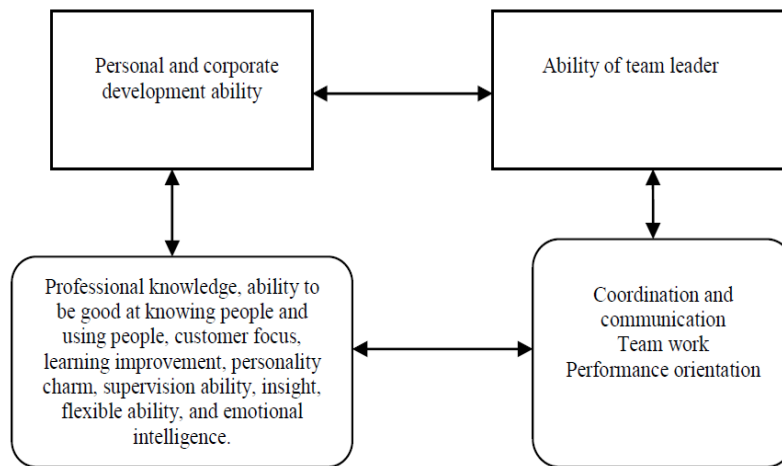 Personal and corporate
development ability
Ability of team leader
Professional knowledge, ability to
be good at knowing people and
using people, customer focus,
learning improvement, personality
charm, supervision ability, insight,
flexible ability, and emotional
intelligence.
Coordination and
communication
Team work
Performance orientation